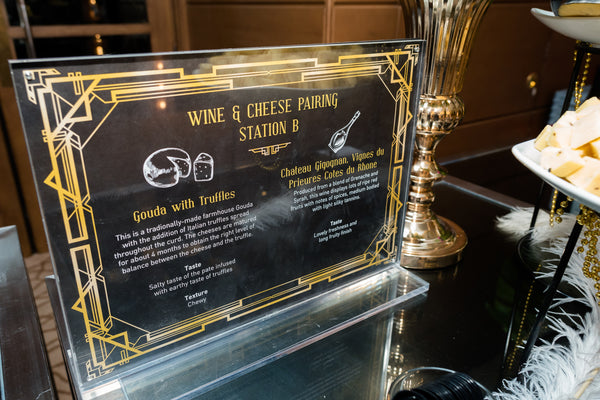 WINE & CHEESE PAIRING
STATION B
Gouda with Truffles
This is a tradionally-made farmhouse Gouda
with the addition of Italian truffles spread
throughout the curd. The cheeses are matured
for about 4 months to obtain the right level of
balance between the cheese and the truffle.
Taste
Salty taste of the pate infused
with earthy taste of truffles
Texture
Chewy
Chateau Gigognan, Vignes du
Prieures Cotes du Rhone
Produced from a blend of Grenache and
Syrah, this wine displays lots of ripe red
fruits with notes of spices, medium bodied
with light silky tannins.
Taste
Lovely freshness and
long fruity finish